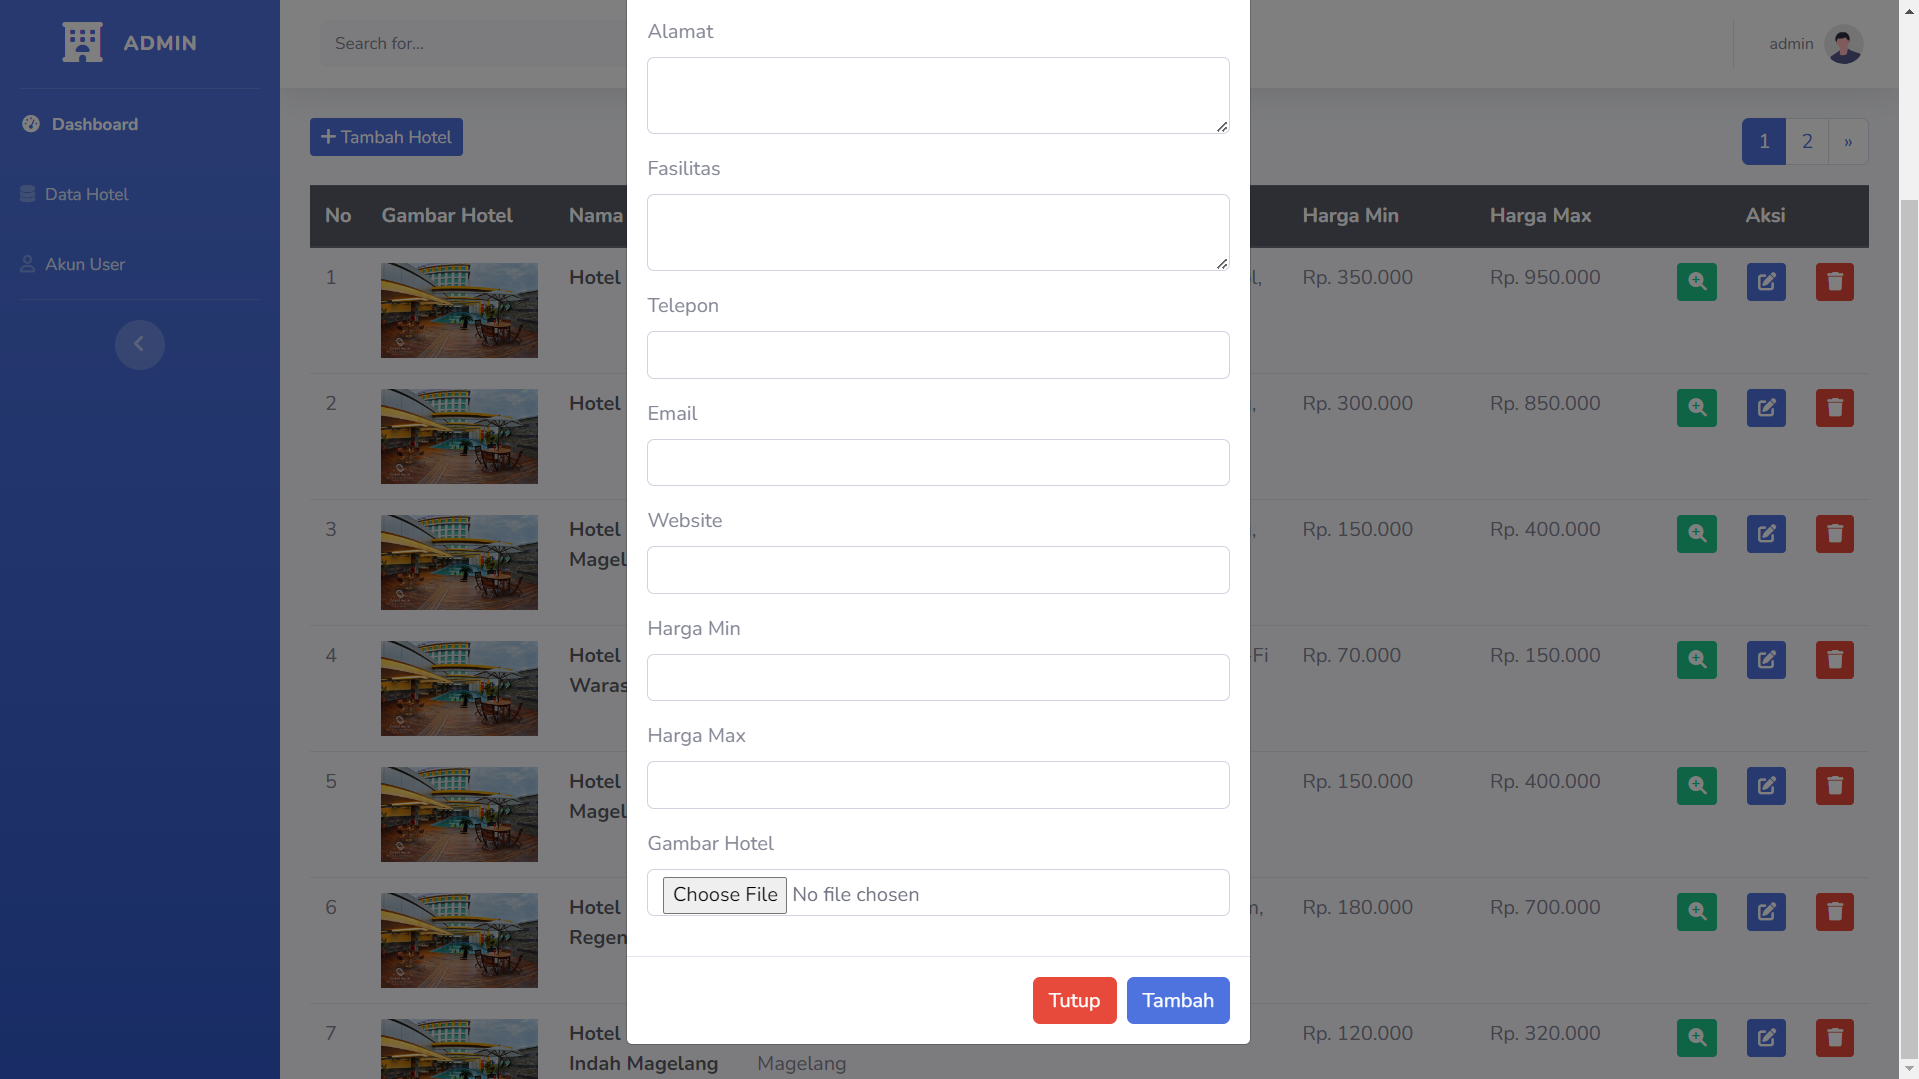 ADMIN
Search for...
admin
Dashboard
Data Hotel
Akun User
Tambah Hotel
1 2 »
No Gambar Hotel Nama Harga Min Harga Max Aksi
1 Hotel l, Rp. 350.000 Rp. 950.000
2 Hotel , Rp. 300.000 Rp. 850.000
3 Hotel , Rp. 150.000 Rp. 400.000
Magel
4 Hotel -Fi Rp. 70.000 Rp. 150.000
Waras
5 Hotel Rp. 150.000 Rp. 400.000
Magel
6 Hotel Rp. 180.000 Rp. 700.000
Regen
7 Hotel Rp. 120.000 Rp. 320.000
Indah Magelang Magelang
Alamat
Fasilitas
Telepon
Email
Website
Harga Min
Harga Max
Gambar Hotel
Choose File No file chosen
Tutup Tambah